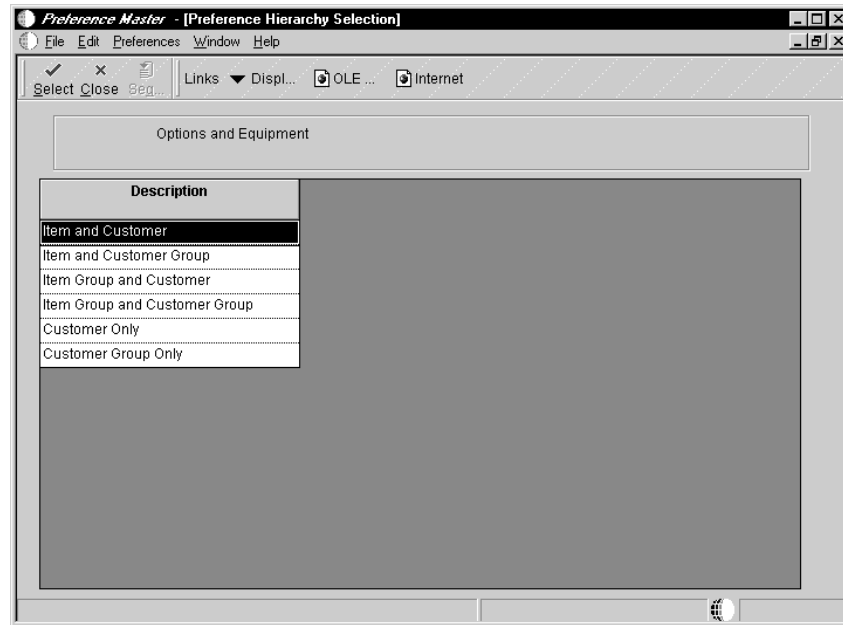 Preference Master - [Preference Hierarchy Selection]
File Edit Preferences Window Help
Select Close Seq... Links Displ... OLE ... Internet
Options and Equipment
Description
Item and Customer
Item and Customer Group
Item Group and Customer
Item Group and Customer Group
Customer Only
Customer Group Only